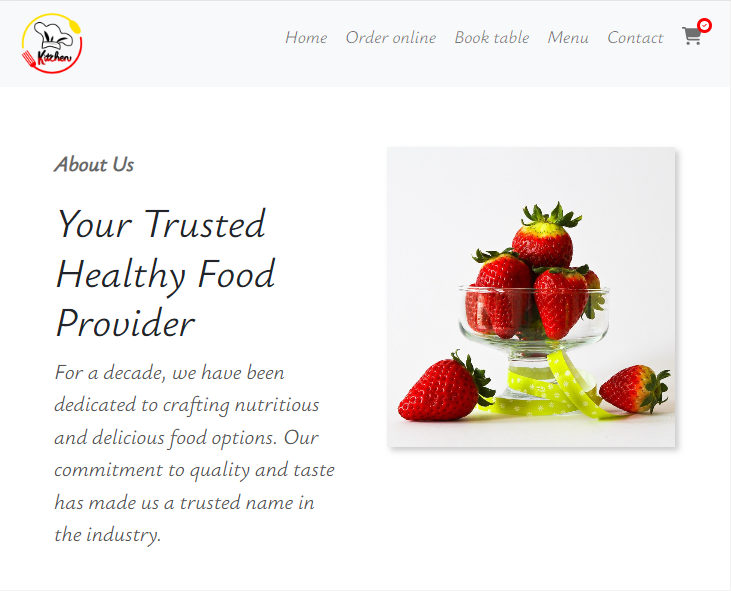 Kitchen
Home Order online Book table Menu Contact
About Us
Your Trusted
Healthy Food
Provider
For a decade, we have been
dedicated to crafting nutritious
and delicious food options. Our
commitment to quality and taste
has made us a trusted name in
the industry.